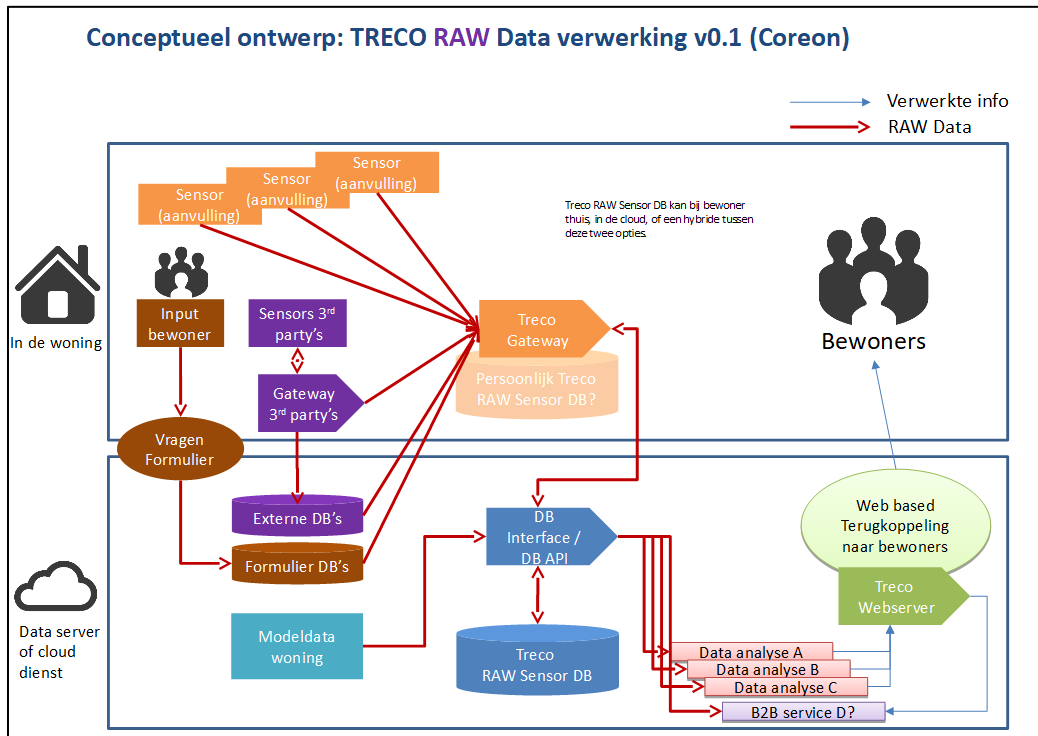 Conceptueel ontwerp: TRECO RAW Data verwerking v0.1 (Coreon)
Verwerkte info
RAW Data
Sensor
(aanvulling)
Sensor
(aanvulling)
Sensor
(aanvulling)
Treco RAW Sensor DB kan bij bewoner
thuis, in de cloud, of een hybride tussen
deze twee opties.
In de woning
Input
bewoner
Sensors 3rd
party's
Gateway
3rd party's
Treco
Gateway
Persoonlijk Treco
RAW Sensor DB?
Bewoners
Vragen
Formulier
Externe DB's
Formulier DB's
DB
Interface /
DB API
Web based
Terugkoppeling
naar bewoners
Treco
Webserver
Data server
of cloud
dienst
Modeldata
woning
Treco
RAW Sensor DB
Data analyse A
Data analyse B
Data analyse C
B2B service D?